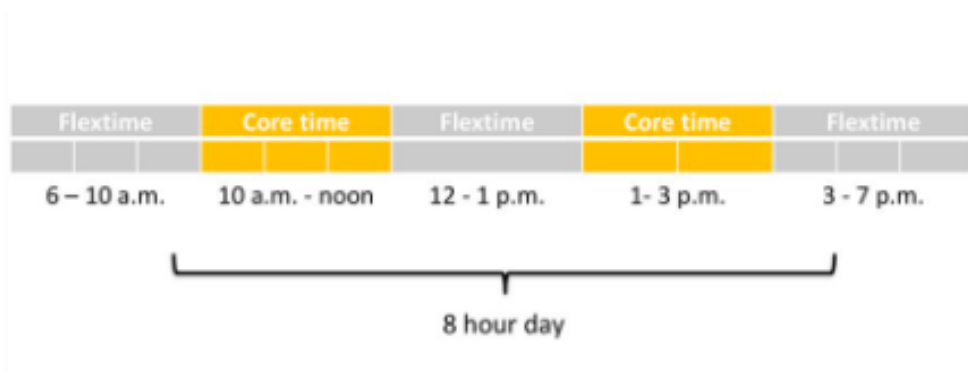 Flextime Core time Flextime Core time Flextime
6 – 10 a.m. 10 a.m. - noon 12 - 1 p.m. 1- 3 p.m. 3 - 7 p.m.
8 hour day